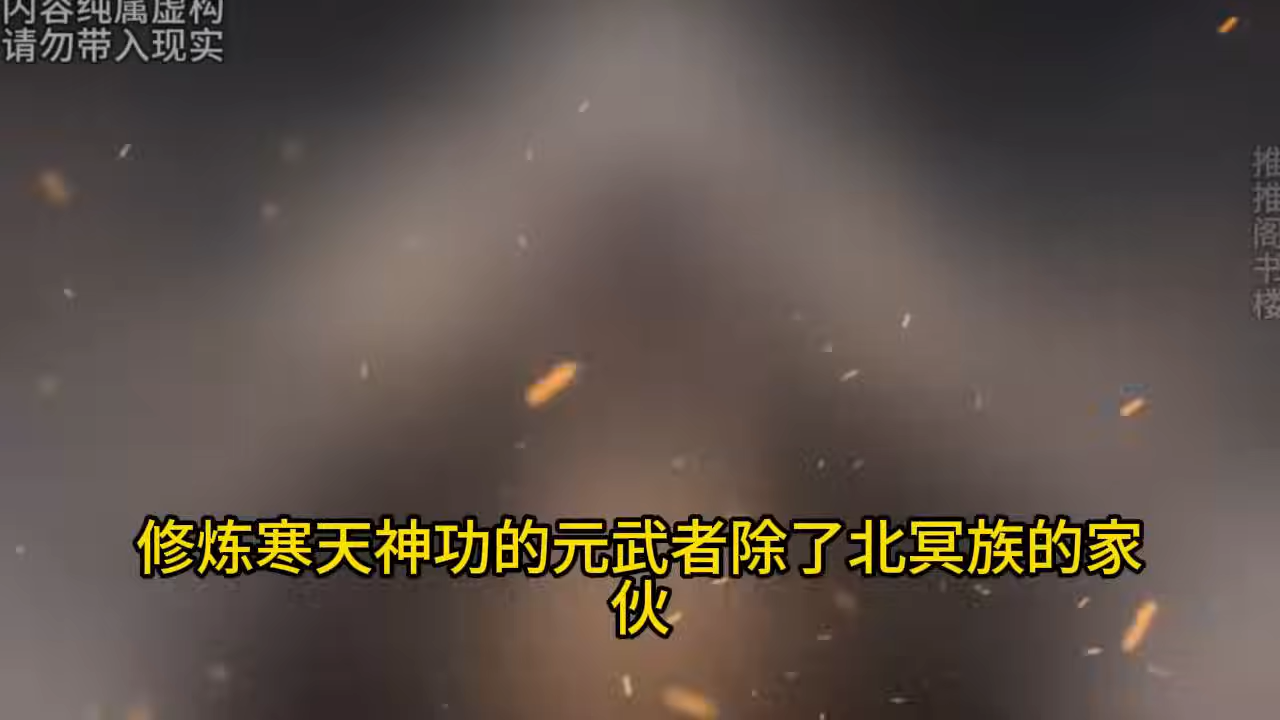 内容纯属虚构
请勿带入现实
推推阁书楼
修炼寒天神功的元武者除了北冥族的家
伙